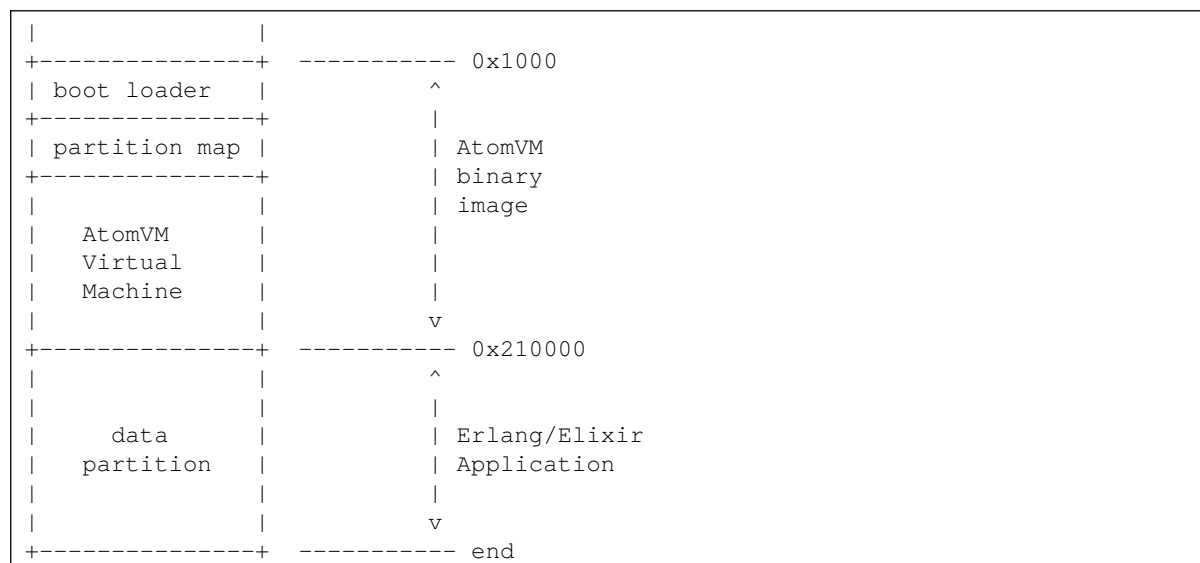 |               |
+---------------+  ----------- 0x1000
| boot loader   |          ^
+---------------+          |
| partition map |          | AtomVM
+---------------+          | binary
|               |          | image
|   AtomVM      |          |
|   Virtual     |          |
|   Machine     |          |
|               |          v
+---------------+  ----------- 0x210000
|               |          ^
|               |          |
|     data      |          | Erlang/Elixir
|   partition   |          | Application
|               |          |
|               |          v
+---------------+  ----------- end